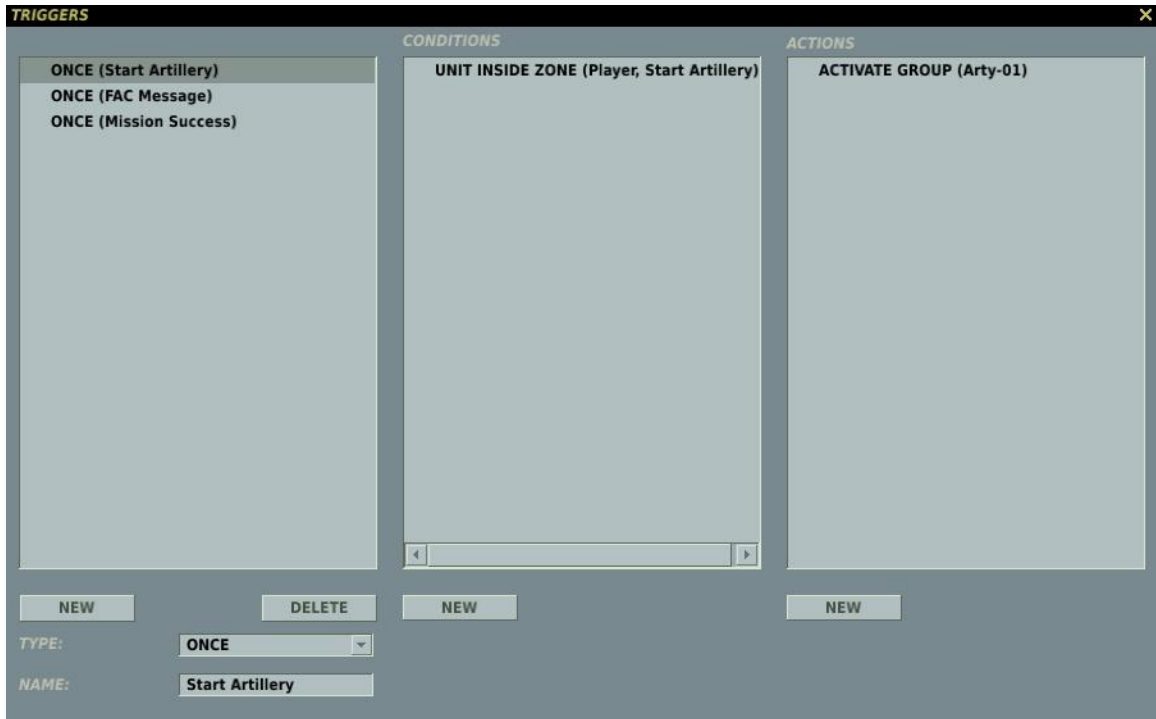 TRIGGERS
CONDITIONS
ACTIONS
ONCE (Start Artillery)
ONCE (FAC Message)
ONCE (Mission Success)
UNIT INSIDE ZONE (Player, Start Artillery)
ACTIVATE GROUP (Arty-01)
NEW
DELETE
NEW
NEW
TYPE:
ONCE
NAME:
Start Artillery